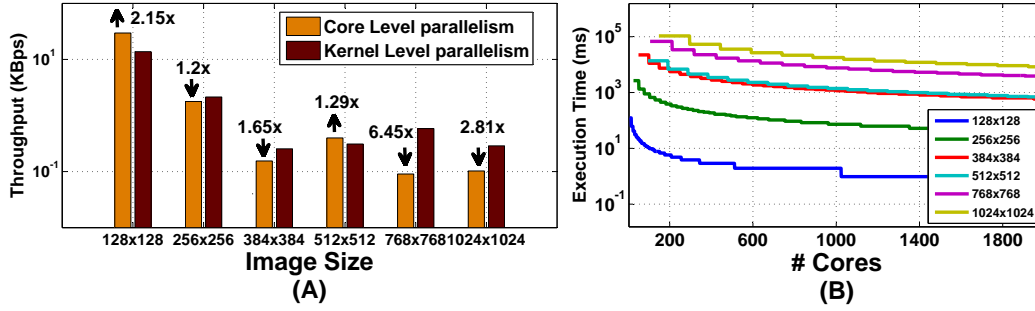 Throughput (KBps)
10^1
10^-1
2.15x
1.2x
1.65x
1.29x
6.45x
2.81x
Core Level parallelism
Kernel Level parallelism
128x128 256x256 384x384 512x512 768x768 1024x1024
Image Size
(A)
Execution Time (ms)
10^5
10^3
10^1
10^-1
128x128
256x256
384x384
512x512
768x768
1024x1024
200 600 1000 1400 1800
# Cores
(B)